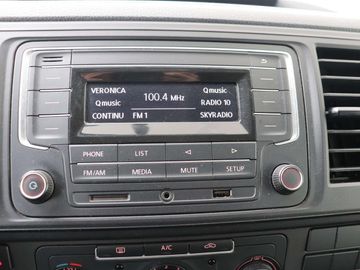 VERONICA Qmusic
Qmusic 100.4 MHz RADIO 10
CONTINU FM 1 SKYRADIO
PHONE LIST
FM/AM MEDIA MUTE SETUP
A/C